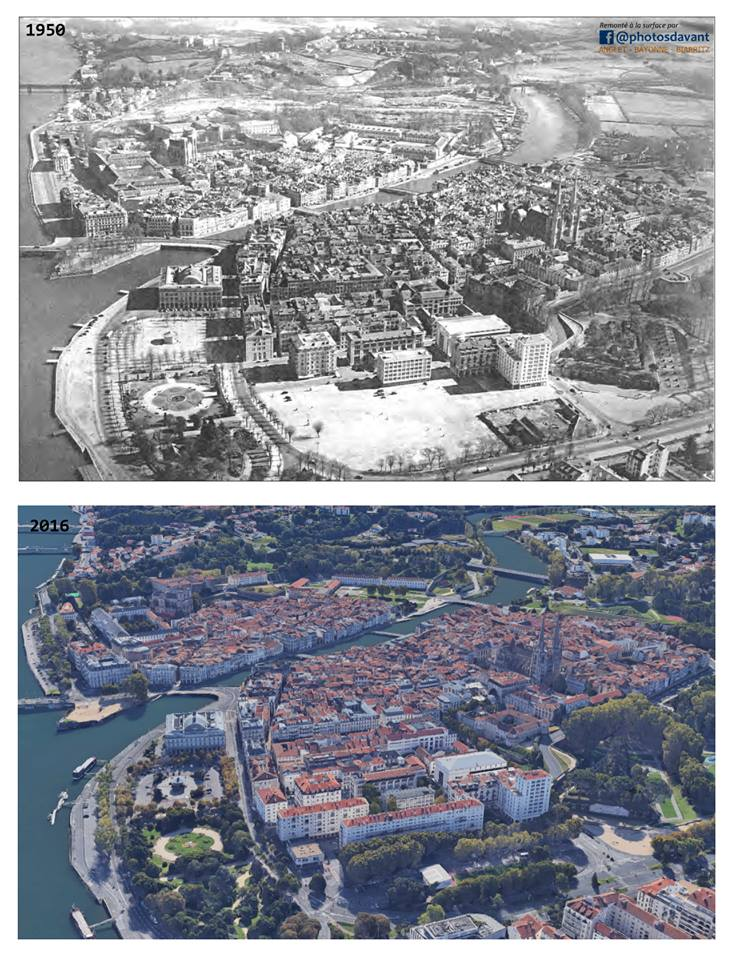 1950
Remonté à la surface par
@photosdavant
ANGLET - BAYONNE - BIARRITZ
2016